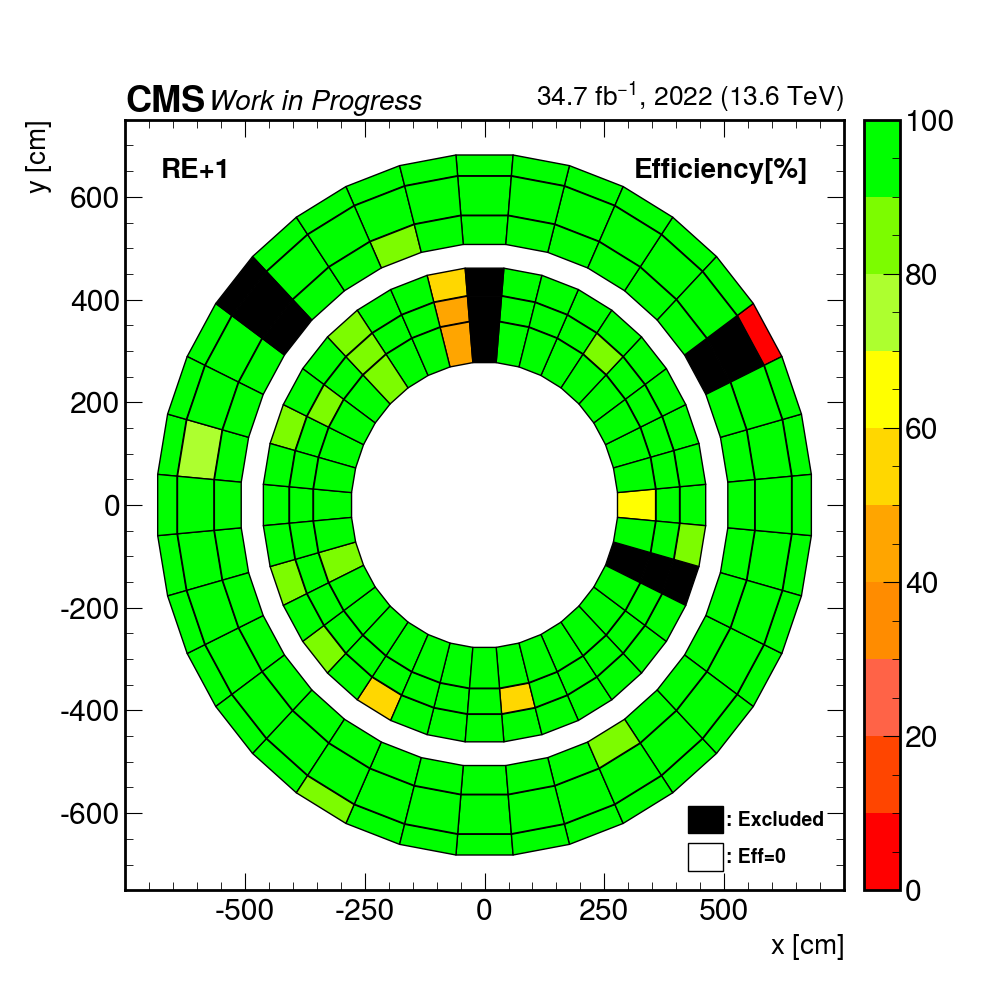 CMS Work in Progress 34.7 fb⁻¹, 2022 (13.6 TeV)
y [cm]
RE+1 Efficiency[%]
600
400
200
0
-200
-400
-600
-500 -250 0 250 500
x [cm]
100
80
60
40
20
0
: Excluded
: Eff=0